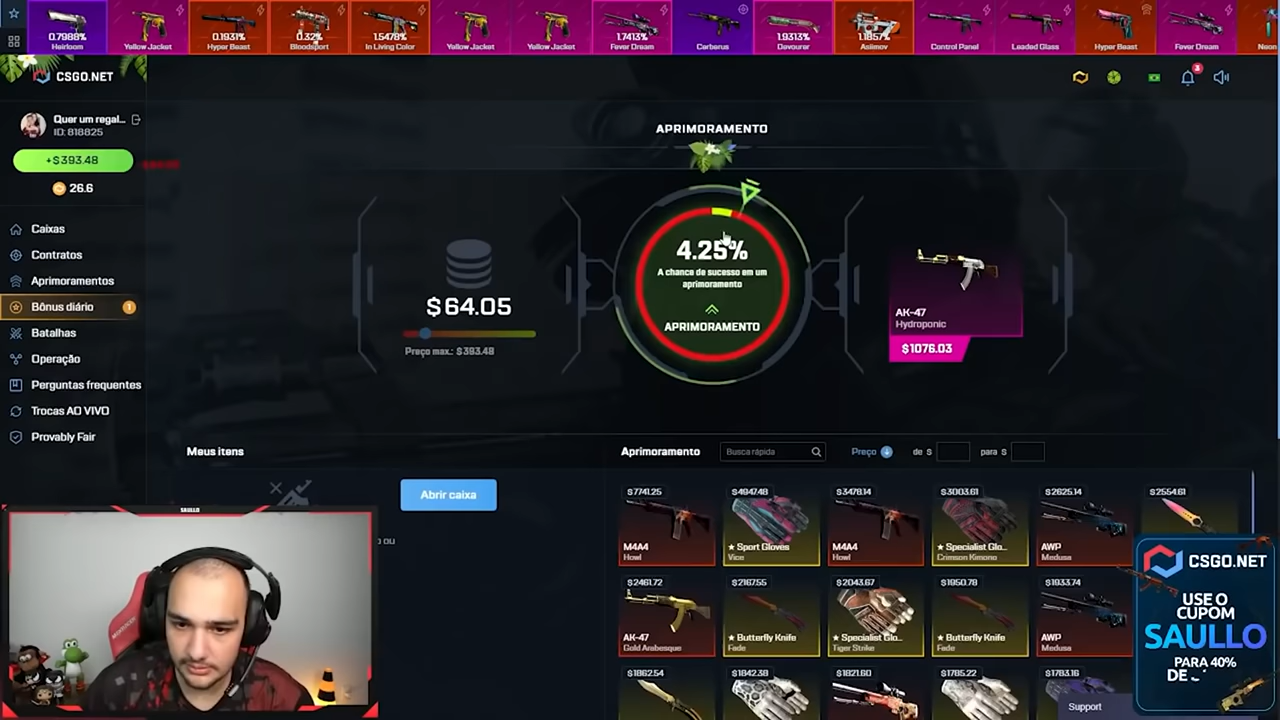 0.7988%
Heirloom
Yellow Jacket
0.1931%
Hyper Beast
0.32%
Bloodsport
1.5478%
In Living Color
Yellow Jacket
Yellow Jacket
1.7413%
Fever Dream
Cerberus
1.9313%
Devourer
Asiimov
Control Panel
Leaded Glass
Hyper Beast
Fever Dream
Neon
CSGO.NET
3
Quer um regal...
ID: 818825
+$393.48
26.6
Caixas
Contratos
Aprimoramentos
Bônus diário
1
Batalhas
Operação
Perguntas frequentes
Trocas AO VIVO
Provably Fair
APRIMORAMENTO
$64.05
Preço max.: $393.48
4.25%
A chance de sucesso em um
aprimoramento
APRIMORAMENTO
AK-47
Hydroponic
$1076.03
Meus itens
Abrir caixa
ou
Aprimoramento
Busca rápida
Preço
de $
para $
$7741.25
M4A4
Howl
$4947.48
★ Sport Gloves
Vice
$3478.14
M4A4
Howl
$3003.61
★ Specialist Glo...
Crimson Kimono
$2625.14
AWP
Medusa
$2554.61
$2461.72
AK-47
Gold Arabesque
$2167.55
★ Butterfly Knife
Fade
$2043.67
★ Specialist Glo...
Tiger Strike
$1950.78
★ Butterfly Knife
Fade
$1933.74
AWP
Medusa
$1862.54
$1842.38
$1821.60
$1785.22
$1783.16
SAULLO
CSGO.NET
USE O
CUPOM
SAULLO
PARA 40%
DE
Support